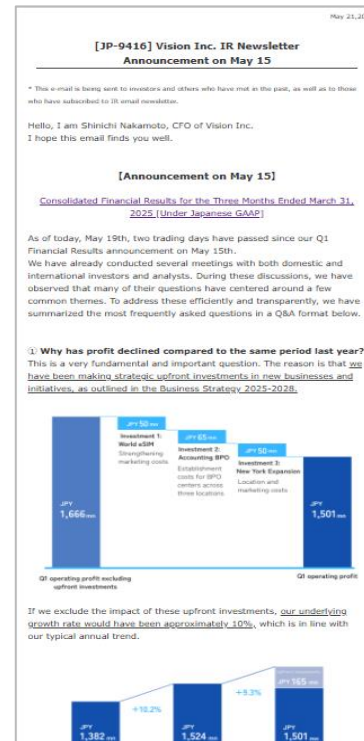 May 21,20
[JP-9416] Vision Inc. IR Newsletter
Announcement on May 15
* This e-mail is being sent to investors and others who have met in the past, as well as to those
who have subscribed to IR email newsletter.
Hello, I am Shinichi Nakamoto, CFO of Vision Inc.
I hope this email finds you well.
【Announcement on May 15】
Consolidated Financial Results for the Three Months Ended March 31,
2025 [Under Japanese GAAP]
As of today, May 19th, two trading days have passed since our Q1
Financial Results announcement on May 15th.
We have already conducted several meetings with both domestic and
international investors and analysts. During these discussions, we have
observed that many of their questions have centered around a few
common themes. To address these efficiently and transparently, we have
summarized the most frequently asked questions in a Q&A format below.
① Why has profit declined compared to the same period last year?
This is a very fundamental and important question. The reason is that we
have been making strategic upfront investments in new businesses and
initiatives, as outlined in the Business Strategy 2025-2028.
JPY 1,666 mn
JPY 50 mn
Investment 1:
World eSIM
Strengthening
marketing costs
JPY 65 mn
Investment 2:
Accounting BPO
Establishment
costs for BPO
centers across
three locations
JPY 50 mn
Investment 3:
New York Expansion
Location and
marketing costs
JPY
1,501 mn
Q1 operating profit excluding
upfront investments
Q1 operating profit
If we exclude the impact of these upfront investments, our underlying
growth rate would have been approximately 10%, which is in line with
our typical annual trend.
+10.2%
+9.3%
JPY 165 mn
JPY
1,382 mn
JPY
1,524 mn
JPY
1,501 mn